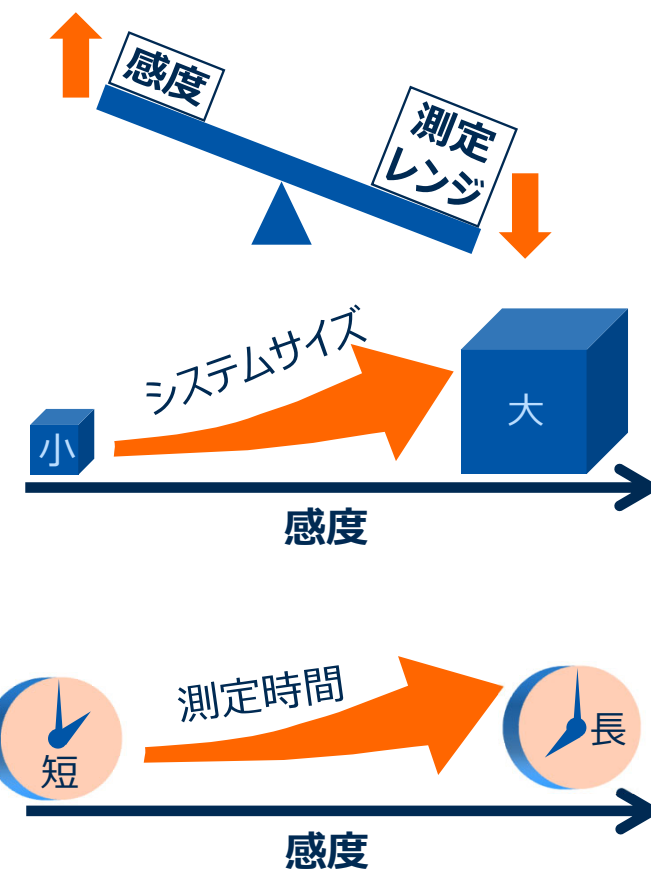 感度
測定
レンジ
システムサイズ
小
大
感度
測定時間
短
長
感度